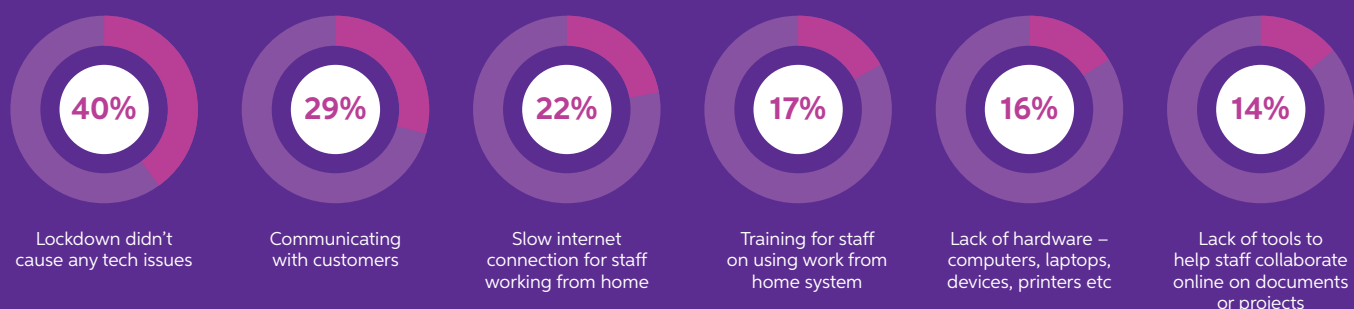 40%
Lockdown didn't
cause any tech issues
29%
Communicating
with customers
22%
Slow internet
connection for staff
working from home
17%
Training for staff
on using work from
home system
16%
Lack of hardware –
computers, laptops,
devices, printers etc
14%
Lack of tools to
help staff collaborate
online on documents
or projects